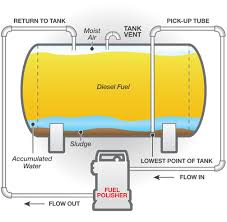 RETURN TO TANK
Moist
Air
TANK
VENT
PICK-UP TUBE
Diesel Fuel
Sludge
Accumulated
Water
LOWEST POINT OF TANK
FLOW IN
FUEL
POLISHER
FLOW OUT